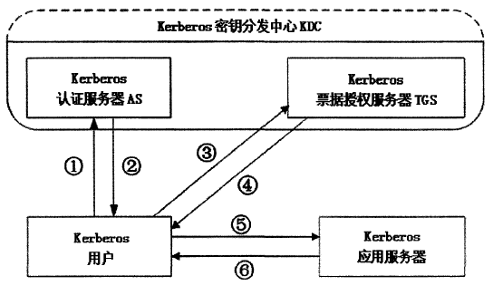 Kerberos 密钥分发中心 KDC
Kerberos
认证服务器 AS
Kerberos
票据授权服务器 TGS
①
②
③
④
Kerberos
用户
⑤
⑥
Kerberos
应用服务器